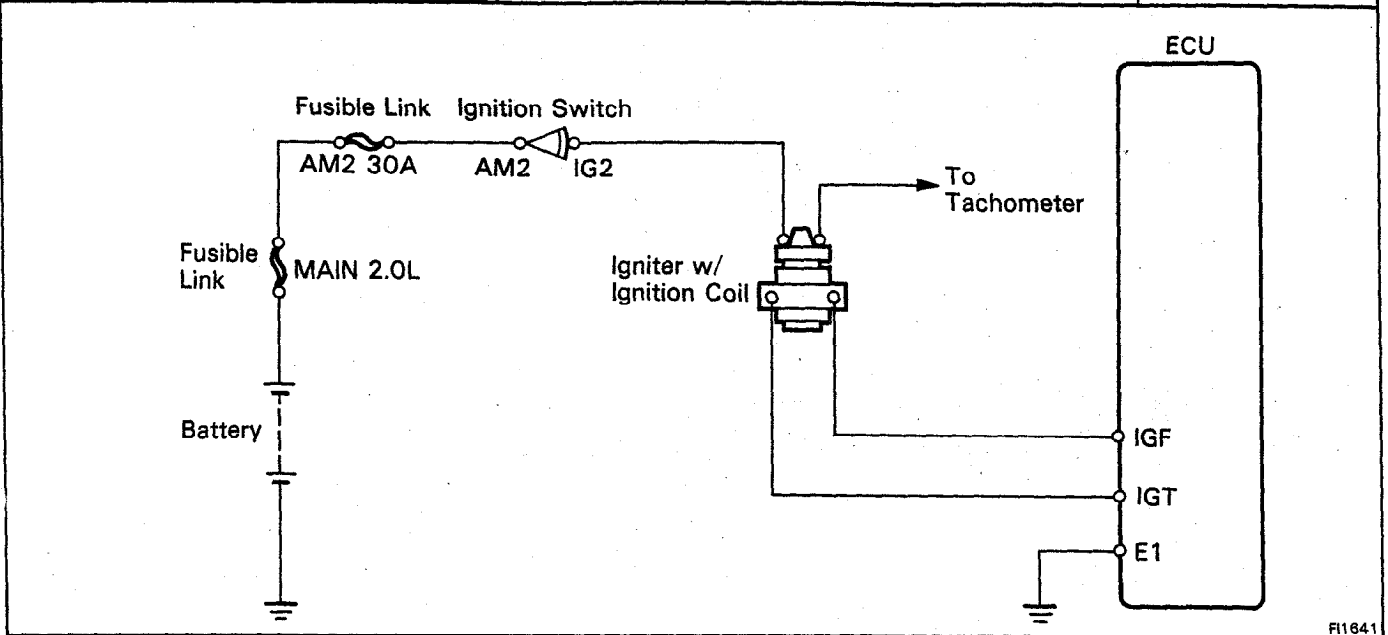 ECU
Fusible Link Ignition Switch
AM2 30A AM2 IG2
To
Tachometer
Fusible
Link
MAIN 2.0L
Igniter w/
Ignition Coil
Battery
IGF
IGT
E1
FI1641